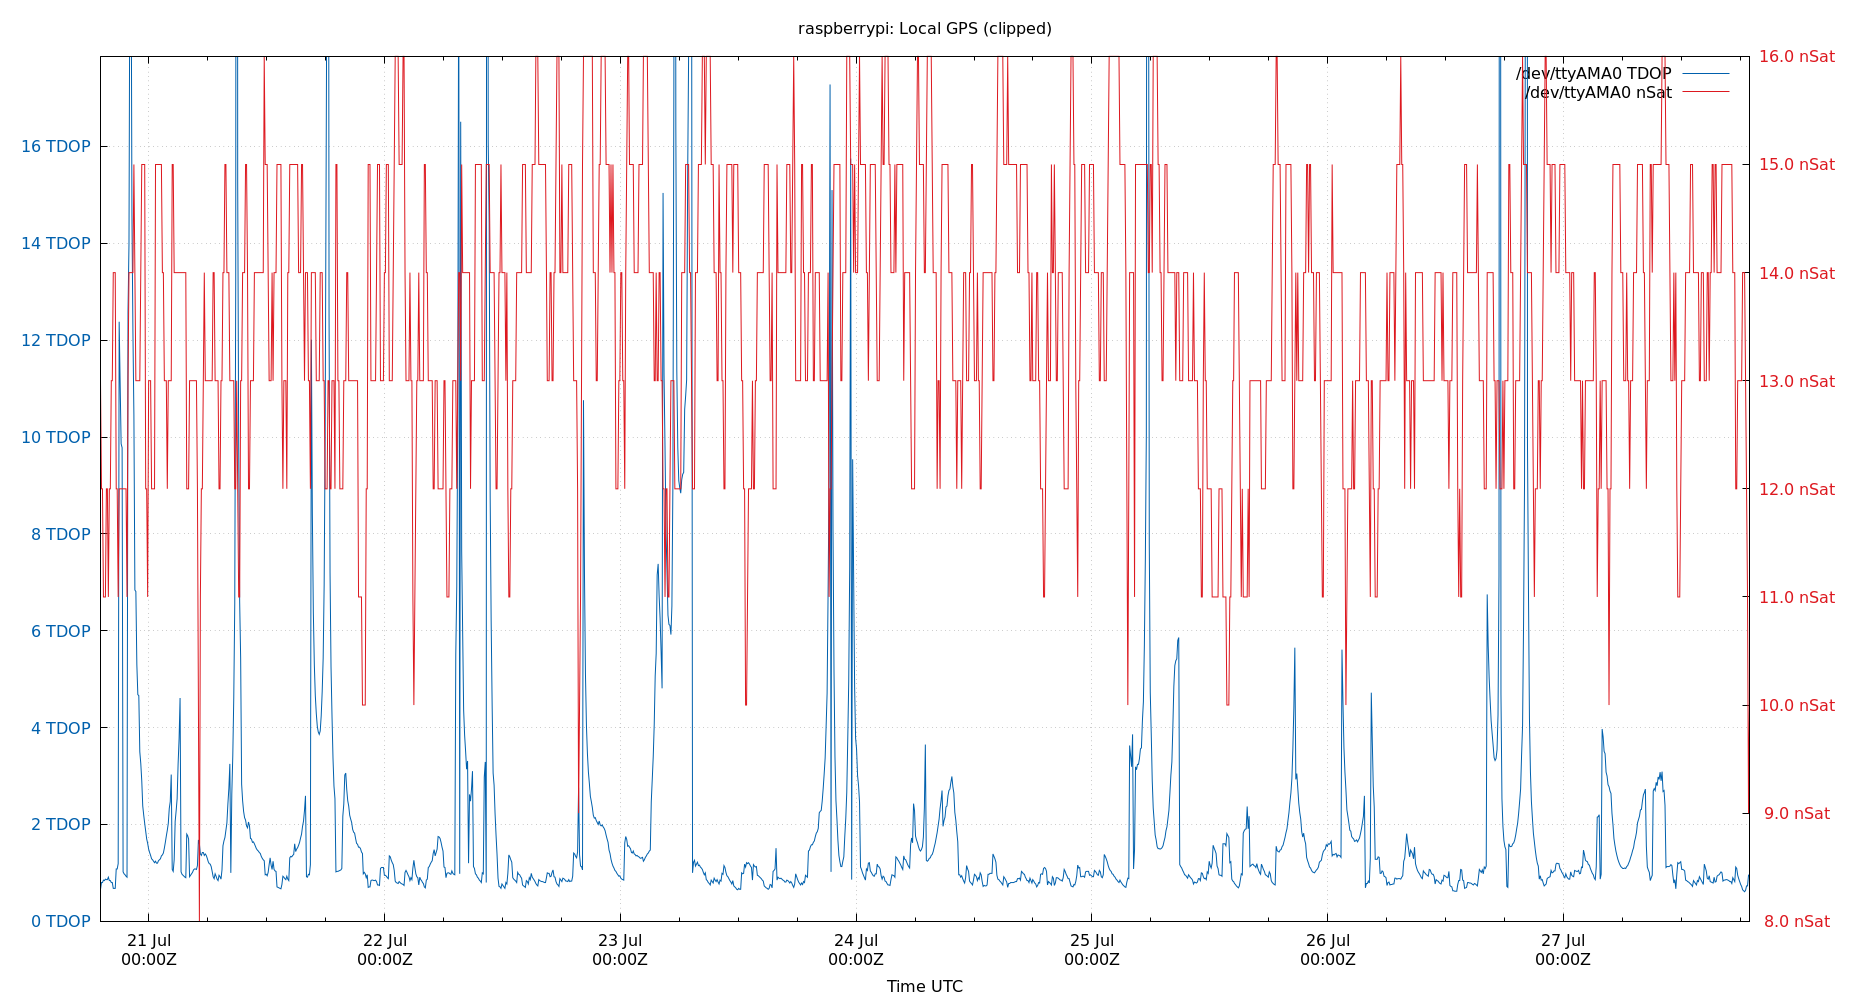 raspberrypi: Local GPS (clipped)
/dev/ttyAMA0 TDOP
/dev/ttyAMA0 nSat
16 TDOP
14 TDOP
12 TDOP
10 TDOP
8 TDOP
6 TDOP
4 TDOP
2 TDOP
0 TDOP
16.0 nSat
15.0 nSat
14.0 nSat
13.0 nSat
12.0 nSat
11.0 nSat
10.0 nSat
9.0 nSat
8.0 nSat
21 Jul
00:00Z
22 Jul
00:00Z
23 Jul
00:00Z
24 Jul
00:00Z
25 Jul
00:00Z
26 Jul
00:00Z
27 Jul
00:00Z
Time UTC